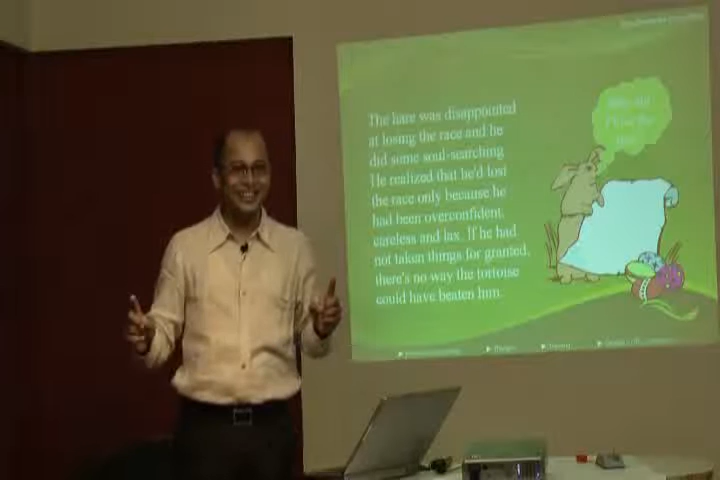 The hare was disappointed
at losing the race and he
did some soul-searching
He realized that he'd lost
the race only because he
had been overconfident,
careless and lax. If he had
not taken things for granted,
there's no way the tortoise
could have beaten him.